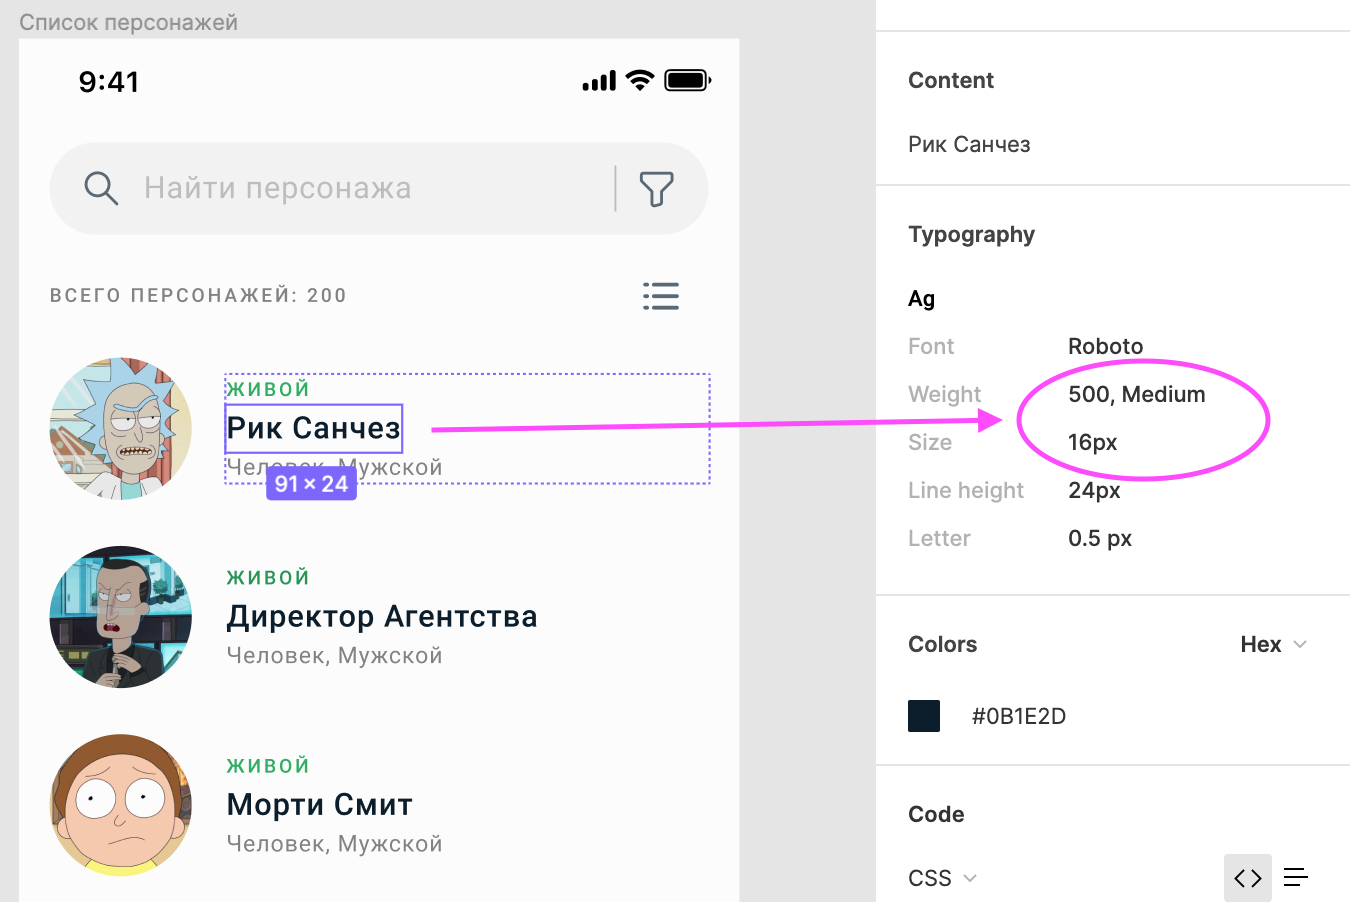 Список персонажей
9:41
Найти персонажа
ВСЕГО ПЕРСОНАЖЕЙ: 200
ЖИВОЙ
Рик Санчез
Человек, Мужской
91 × 24
ЖИВОЙ
Директор Агентства
Человек, Мужской
ЖИВОЙ
Морти Смит
Человек, Мужской
Content
Рик Санчез
Typography
Ag
Font Roboto
Weight 500, Medium
Size 16px
Line height 24px
Letter 0.5 px
Colors Hex
#0B1E2D
Code
CSS